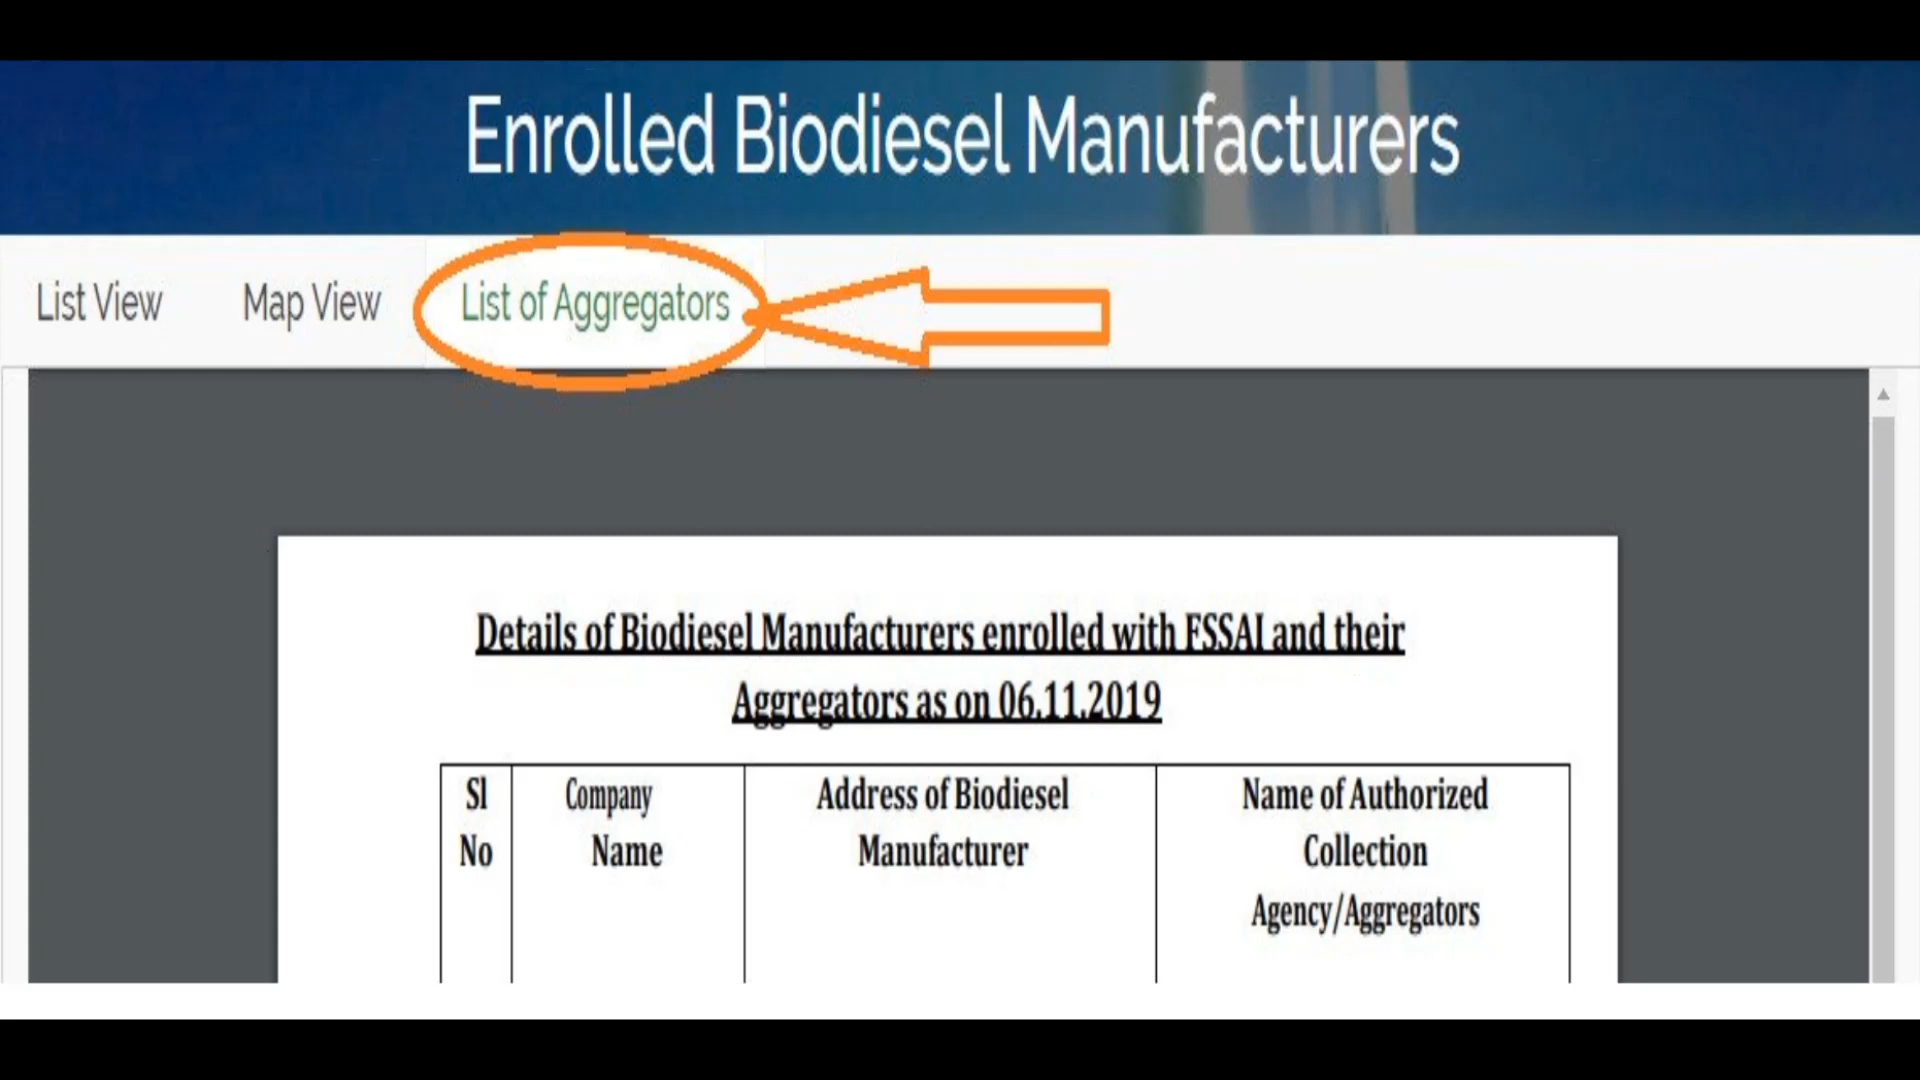 Enrolled Biodiesel Manufacturers
List View
Map View
List of Aggregators
Details of Biodiesel Manufacturers enrolled with FSSAI and their
Aggregators as on 06.11.2019
Sl
No
Company
Name
Address of Biodiesel
Manufacturer
Name of Authorized
Collection
Agency/Aggregators